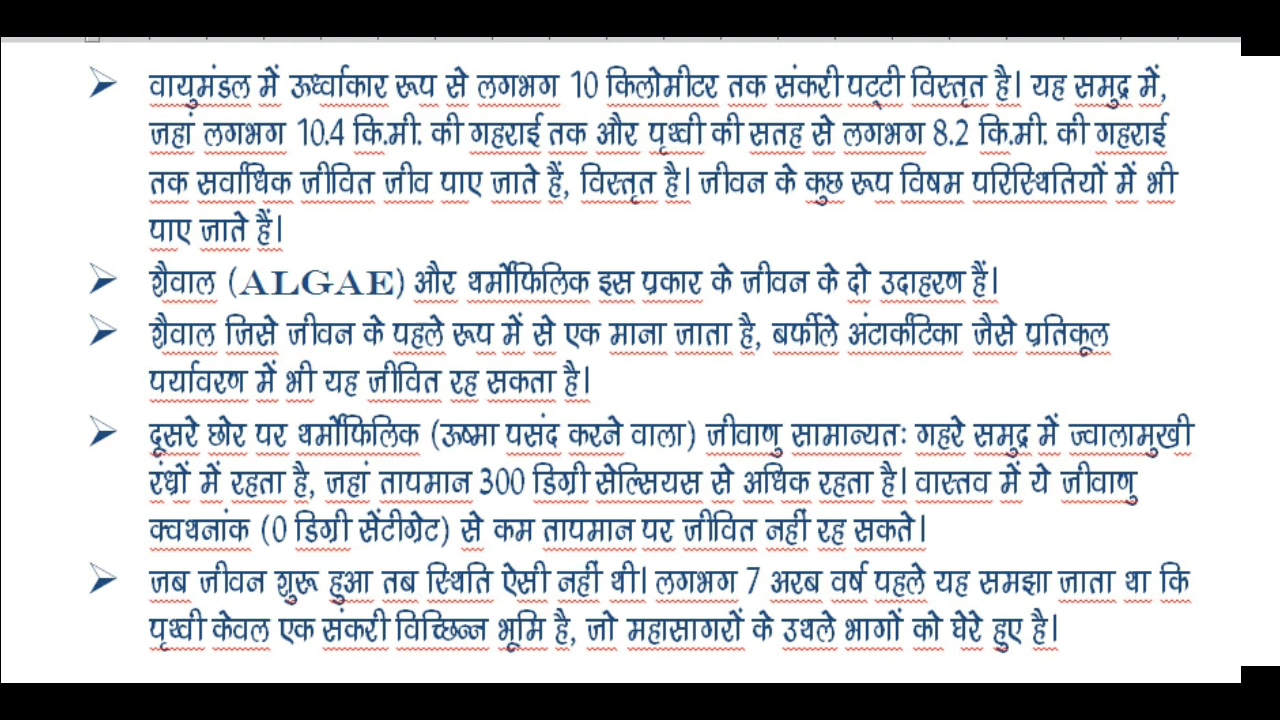 ➢ वायुमंडल में ऊर्ध्वाकार रूप से लगभग 10 किलोमीटर तक संकरी पट्टी विस्तृत है। यह समुद्र में,
जहां लगभग 10.4 कि.मी. की गहराई तक और पृथ्वी की सतह से लगभग 8.2 कि.मी. की गहराई
तक सर्वाधिक जीवित जीव पाए जाते हैं, विस्तृत है। जीवन के कुछ रूप विषम परिस्थितियों में भी
पाए जाते हैं।
➢ शैवाल (ALGAE) और थर्मोफिलिक इस प्रकार के जीवन के दो उदाहरण हैं।
➢ शैवाल जिसे जीवन के पहले रूप में से एक माना जाता है, बर्फीले अंटार्कटिका जैसे प्रतिकूल
पर्यावरण में भी यह जीवित रह सकता है।
➢ दूसरे छोर पर थर्मोफिलिक (ऊष्मा पसंद करने वाला) जीवाणु सामान्यतः गहरे समुद्र में ज्वालामुखी
रंध्रों में रहता है, जहां तापमान 300 डिग्री सेल्सियस से अधिक रहता है। वास्तव में ये जीवाणु
क्वथनांक (0 डिग्री सेंटीग्रेट) से कम तापमान पर जीवित नहीं रह सकते।
➢ जब जीवन शुरू हुआ तब स्थिति ऐसी नहीं थी। लगभग 7 अरब वर्ष पहले यह समझा जाता था कि
पृथ्वी केवल एक संकरी विच्छिन्न भूमि है, जो महासागरों के उथले भागों को घेरे हुए है।